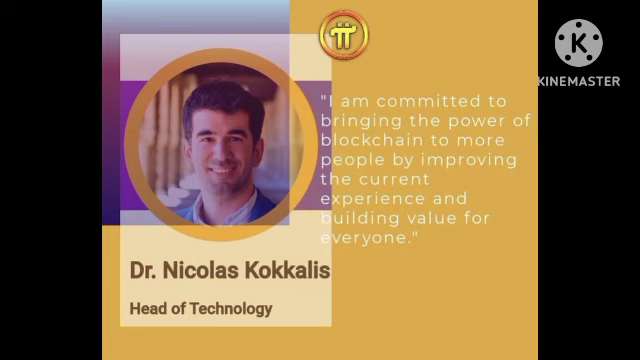 KINEMASTER
"I am committed to
bringing the power of
blockchain to more
people by improving
the current
experience and
building value for
everyone."
Dr. Nicolas Kokkalis
Head of Technology